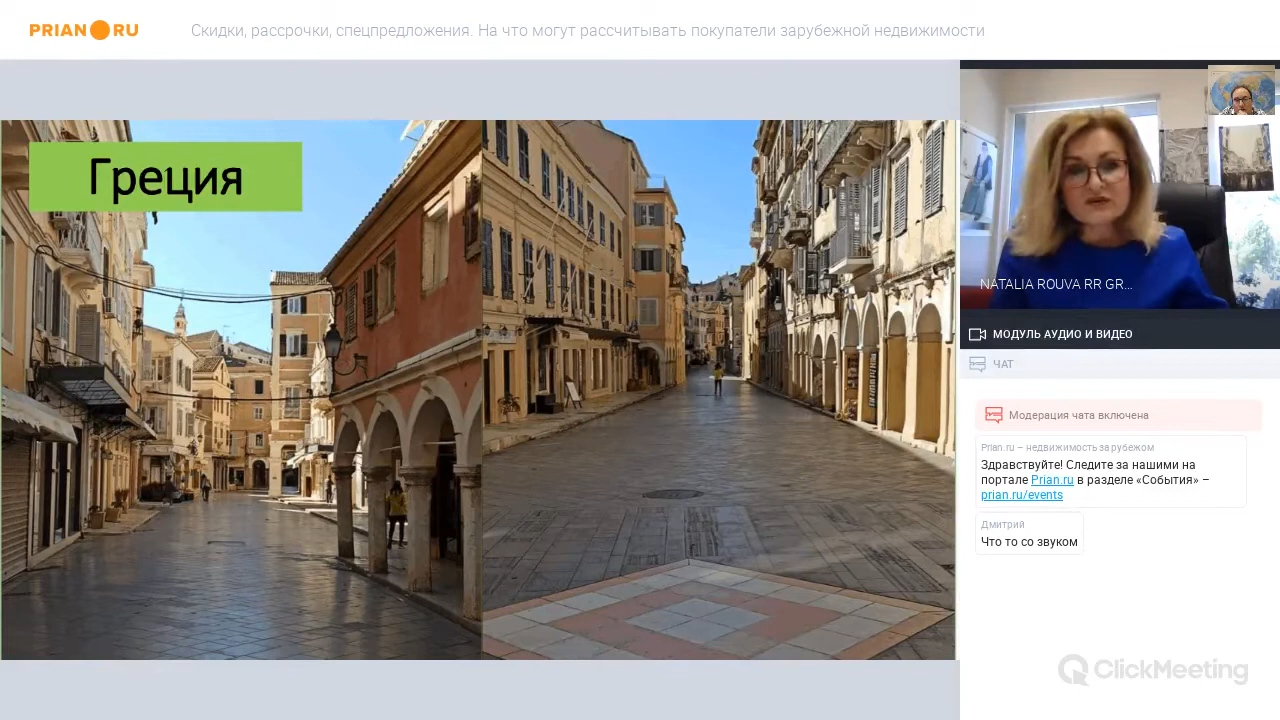 PRIAN RU
Скидки, рассрочки, спецпредложения. На что могут рассчитывать покупатели зарубежной недвижимости
Греция
NATALIA ROUVA RR GR...
МОДУЛЬ АУДИО И ВИДЕО
ЧАТ
Модерация чата включена
Prian.ru – недвижимость за рубежом
Здравствуйте! Следите за нашими на
портале Prian.ru в разделе «События» –
prian.ru/events
Дмитрий
Что то со звуком
ClickMeeting